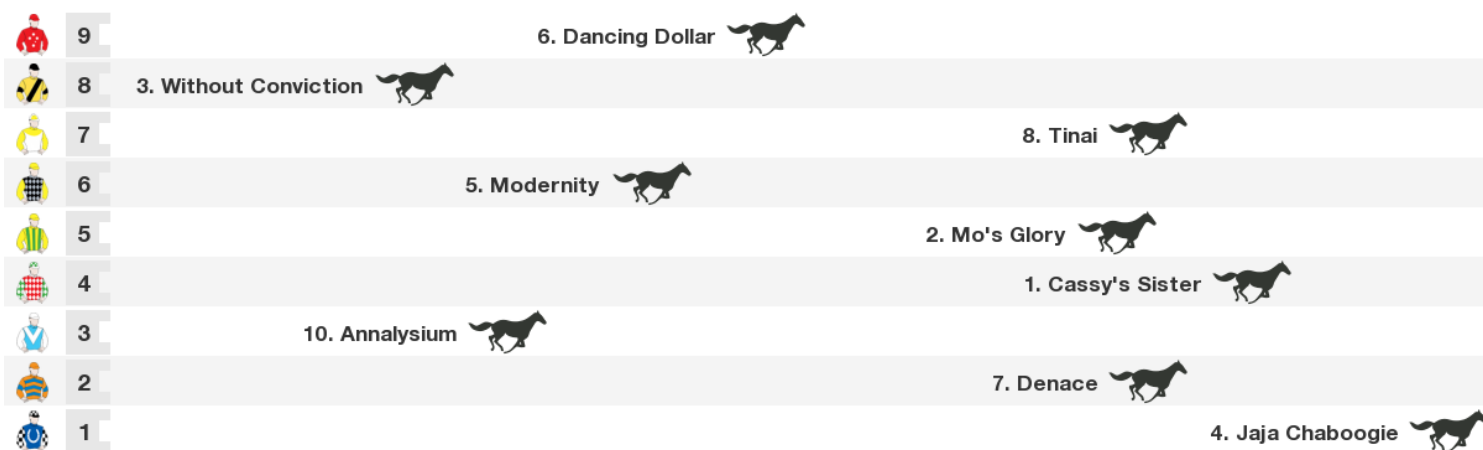 9 6. Dancing Dollar
8 3. Without Conviction
7 8. Tinai
6 5. Modernity
5 2. Mo's Glory
4 1. Cassy's Sister
3 10. Annalysium
2 7. Denace
1 4. Jaja Chaboogie